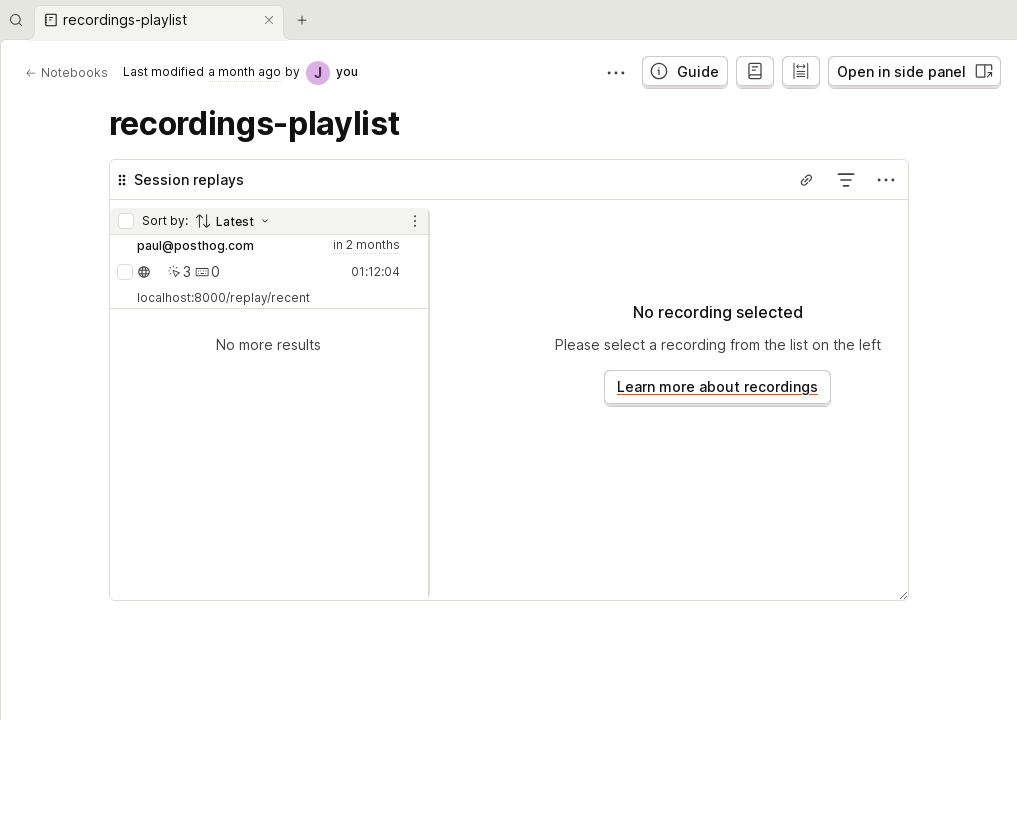 recordings-playlist
Notebooks Last modified a month ago by J you Guide Open in side panel
recordings-playlist
Session replays
Sort by: Latest
paul@posthog.com in 2 months
3 0 01:12:04
localhost:8000/replay/recent
No more results
No recording selected
Please select a recording from the list on the left
Learn more about recordings